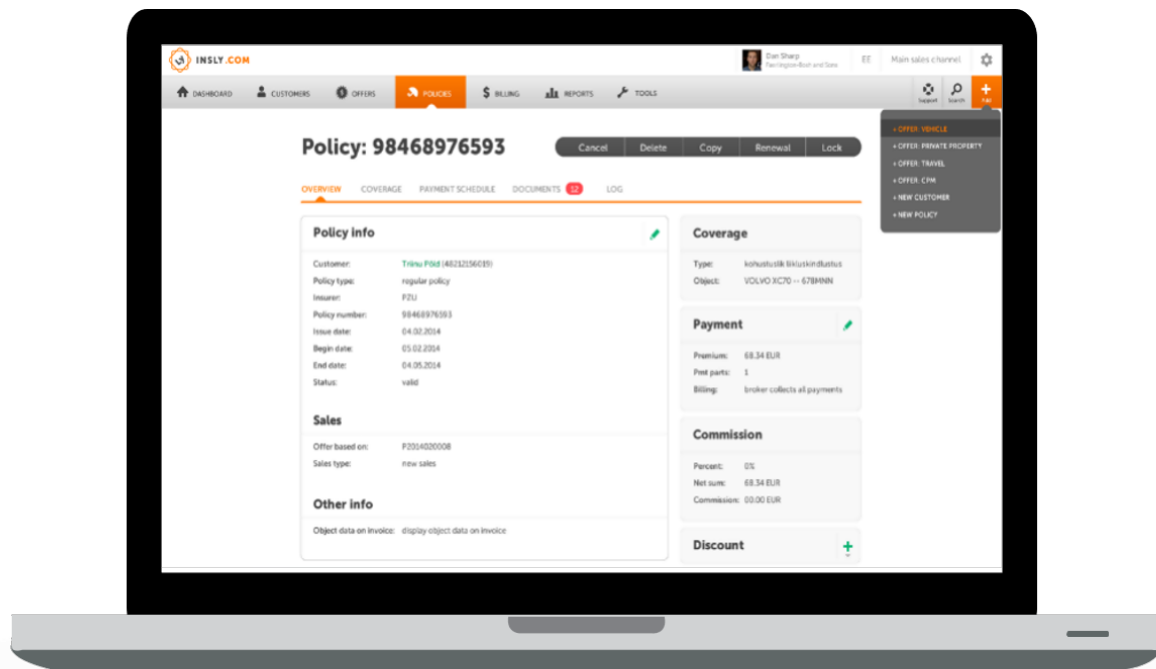 INSLY.COM
Dan Sharp
EE
Main sales channel
DASHBOARD
CUSTOMERS
OFFERS
POLICIES
$ BILLING
REPORTS
TOOLS
Support
Search
Add
+ OFFER: VEHICLE
+ OFFER: PRIVATE PROPERTY
+ OFFER: TRAVEL
+ OFFER: CPM
+ NEW CUSTOMER
+ NEW POLICY
Policy: 98468976593
Cancel Delete Copy Renewal Lock
OVERVIEW COVERAGE PAYMENT SCHEDULE DOCUMENTS 12 LOG
Policy info
Customer: Triinu Põld (48212156019)
Policy type: regular policy
Insurer: PZU
Policy number: 98468976593
Issue date: 04.02.2014
Begin date: 05.02.2014
End date: 04.05.2014
Status: valid
Sales
Offer based on: P2014020008
Sales type: new sales
Other info
Object data on invoice: display object data on invoice
Coverage
Type: kohustuslik liikluskindlustus
Object: VOLVO XC70 -- 678MNN
Payment
Premium: 68.34 EUR
Pmt parts: 1
Billing: broker collects all payments
Commission
Percent: 0%
Net sum: 68.34 EUR
Commission: 00.00 EUR
Discount